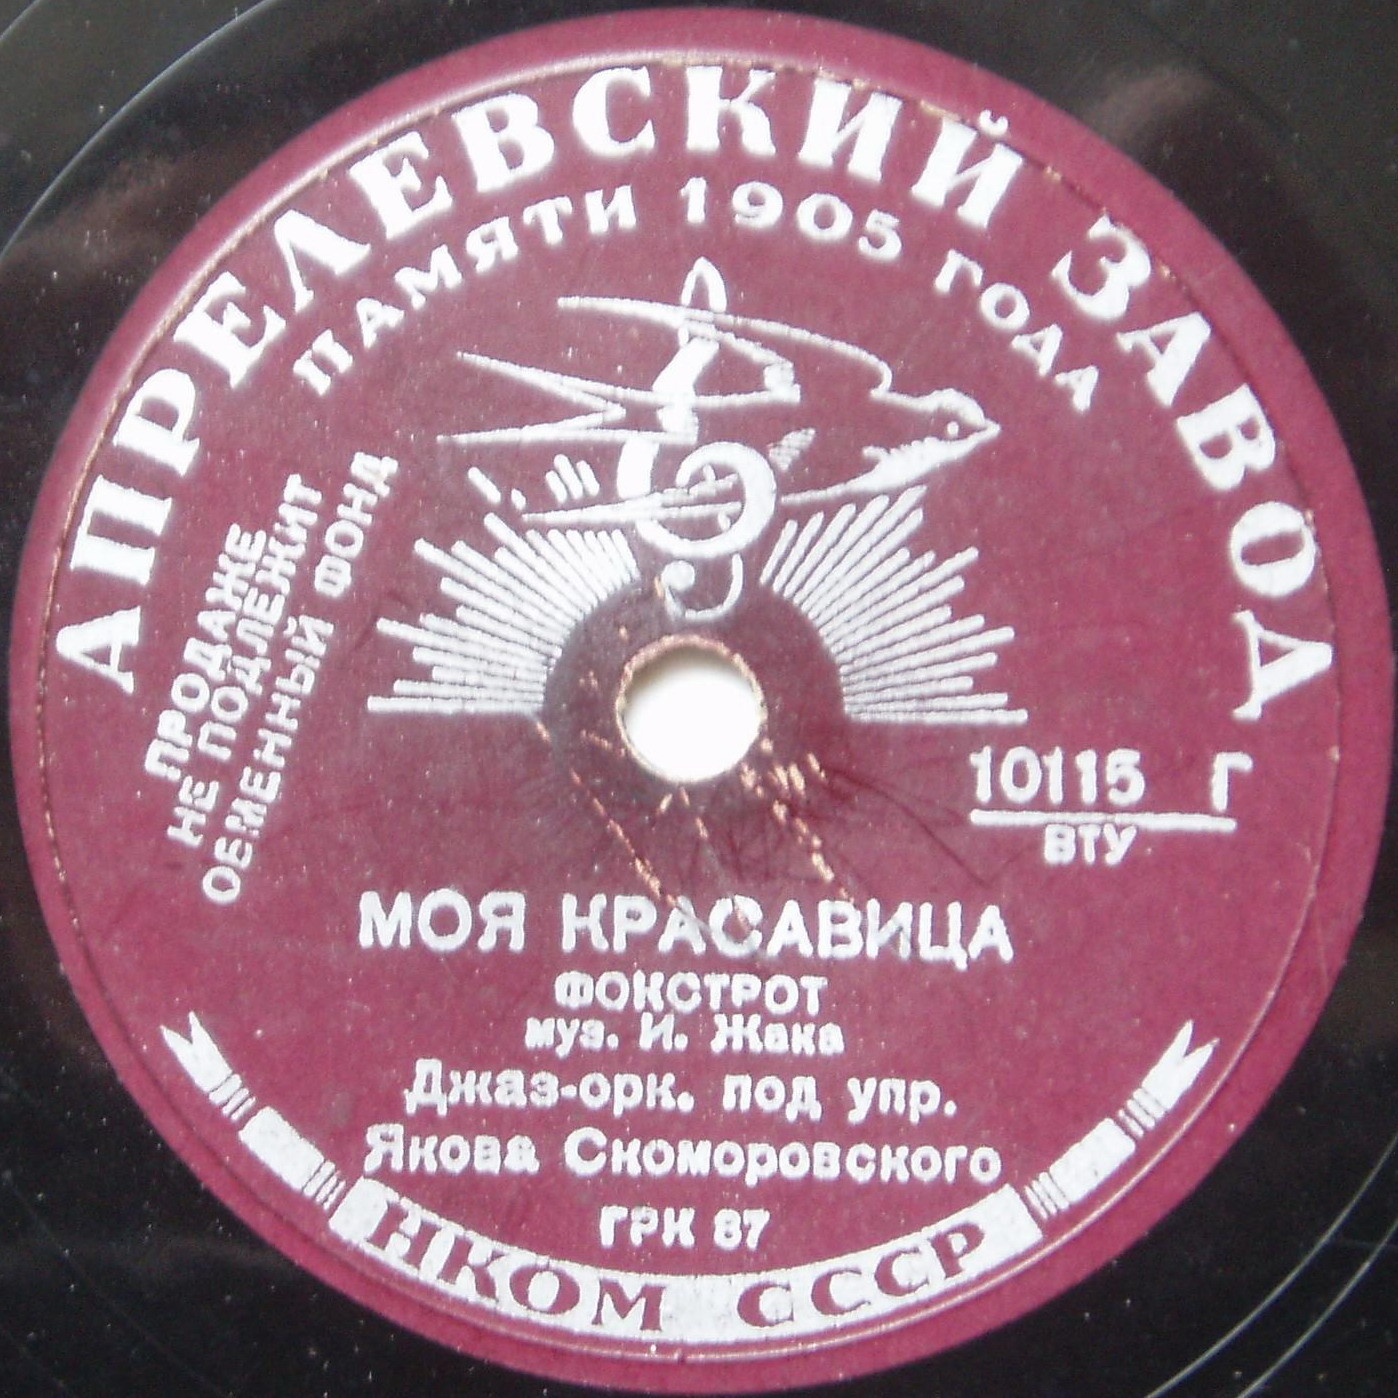 АПРЕЛЕВСКИЙ ЗАВОД
ПАМЯТИ 1905 ГОДА
ПРОДАЖЕ
НЕ ПОДЛЕЖИТ
ОБМЕННЫЙ ФОНД
10115 Г
ВТУ
МОЯ КРАСАВИЦА
ФОКСТРОТ
муз. И. Жака
Джаз-орк. под упр.
Якова Скоморовского
ГРК 87
НКОМ СССР